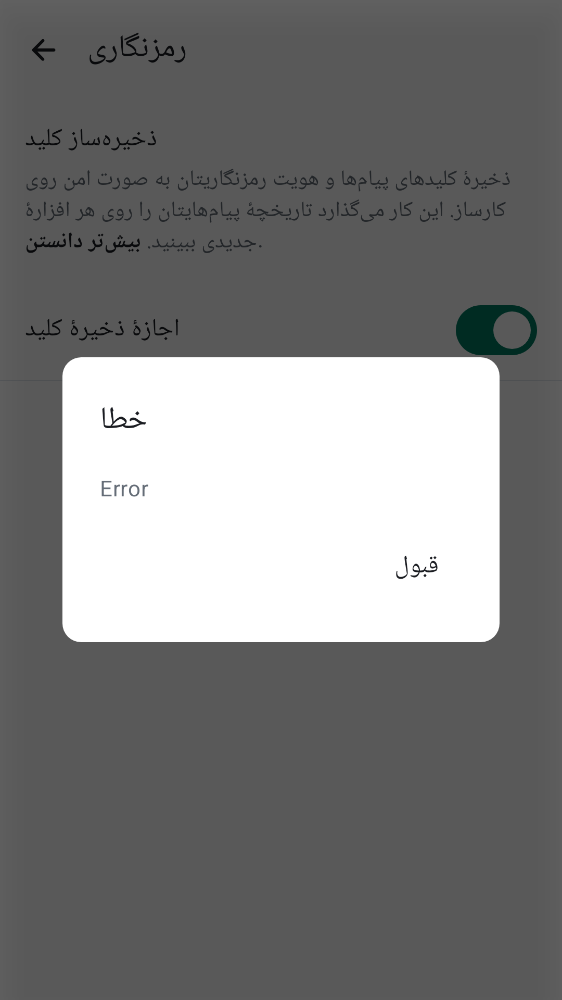 رمزنگاری
ذخیره‌ساز کلید
ذخیرهٔ کلیدهای پیام‌ها و هویت رمزنگاریتان به صورت امن روی
کارساز. این کار می‌گذارد تاریخچهٔ پیام‌هایتان را روی هر افزارهٔ
جدیدی ببینید. بیش‌تر دانستن.
اجازهٔ ذخیرهٔ کلید
خطا
Error
قبول